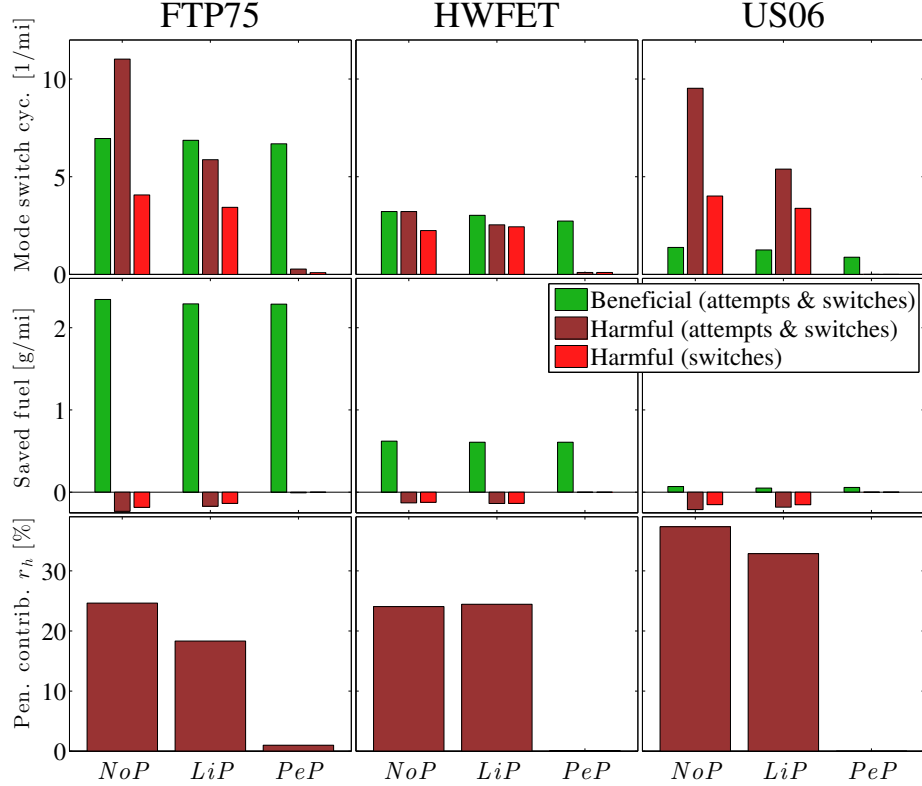 FTP75 HWFET US06
Mode switch cyc. [1/mi]
10
5
0
Beneficial (attempts & switches)
Harmful (attempts & switches)
Harmful (switches)
Saved fuel [g/mi]
2
1
0
Pen. contrib. r_h [%]
30
20
10
0
NoP LiP PeP NoP LiP PeP NoP LiP PeP